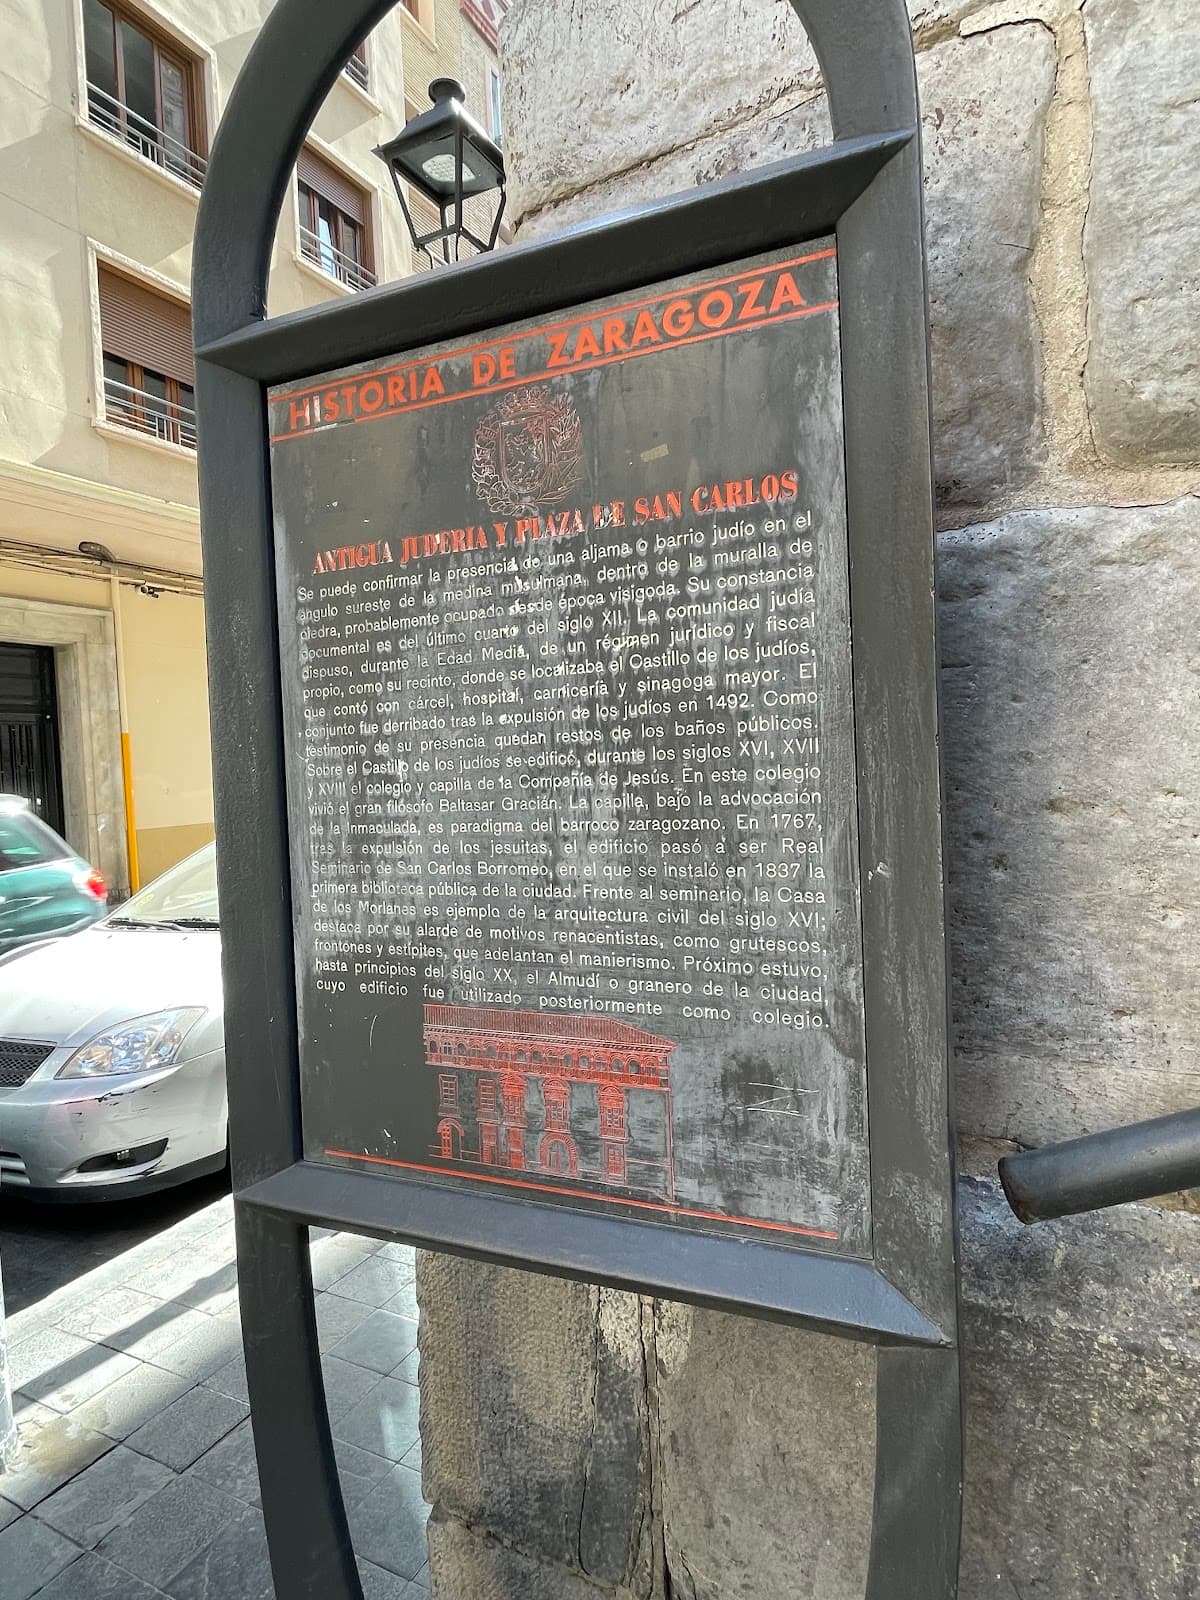 HISTORIA DE ZARAGOZA
ANTIGUA JUDERIA Y PLAZA DE SAN CARLOS
Se puede confirmar la presencia de una aljama o barrio judío en el
ángulo sureste de la medina musulmana, dentro de la muralla de
piedra, probablemente ocupado desde época visigoda. Su constancia
documental es del último cuarto del siglo XII. La comunidad judía
dispuso, durante la Edad Media, de un régimen jurídico y fiscal
propio, como su recinto, donde se localizaba el Castillo de los judíos,
que contó con cárcel, hospital, carnicería y sinagoga mayor. El
conjunto fue derribado tras la expulsión de los judíos en 1492. Como
testimonio de su presencia quedan restos de los baños públicos.
Sobre el Castillo de los judíos se edificó, durante los siglos XVI, XVII
y XVIII el colegio y capilla de la Compañía de Jesús. En este colegio
vivió el gran filósofo Baltasar Gracián. La capilla, bajo la advocación
de la Inmaculada, es paradigma del barroco zaragozano. En 1767,
tras la expulsión de los jesuitas, el edificio pasó a ser Real
Seminario de San Carlos Borromeo, en el que se instaló en 1837 la
primera biblioteca pública de la ciudad. Frente al seminario, la Casa
de los Morlanes es ejemplo de la arquitectura civil del siglo XVI;
destaca por su alarde de motivos renacentistas, como grutescos,
frontones y estípites, que adelantan el manierismo. Próximo estuvo,
hasta principios del siglo XX, el Almudí o granero de la ciudad,
cuyo edificio fue utilizado posteriormente como colegio.